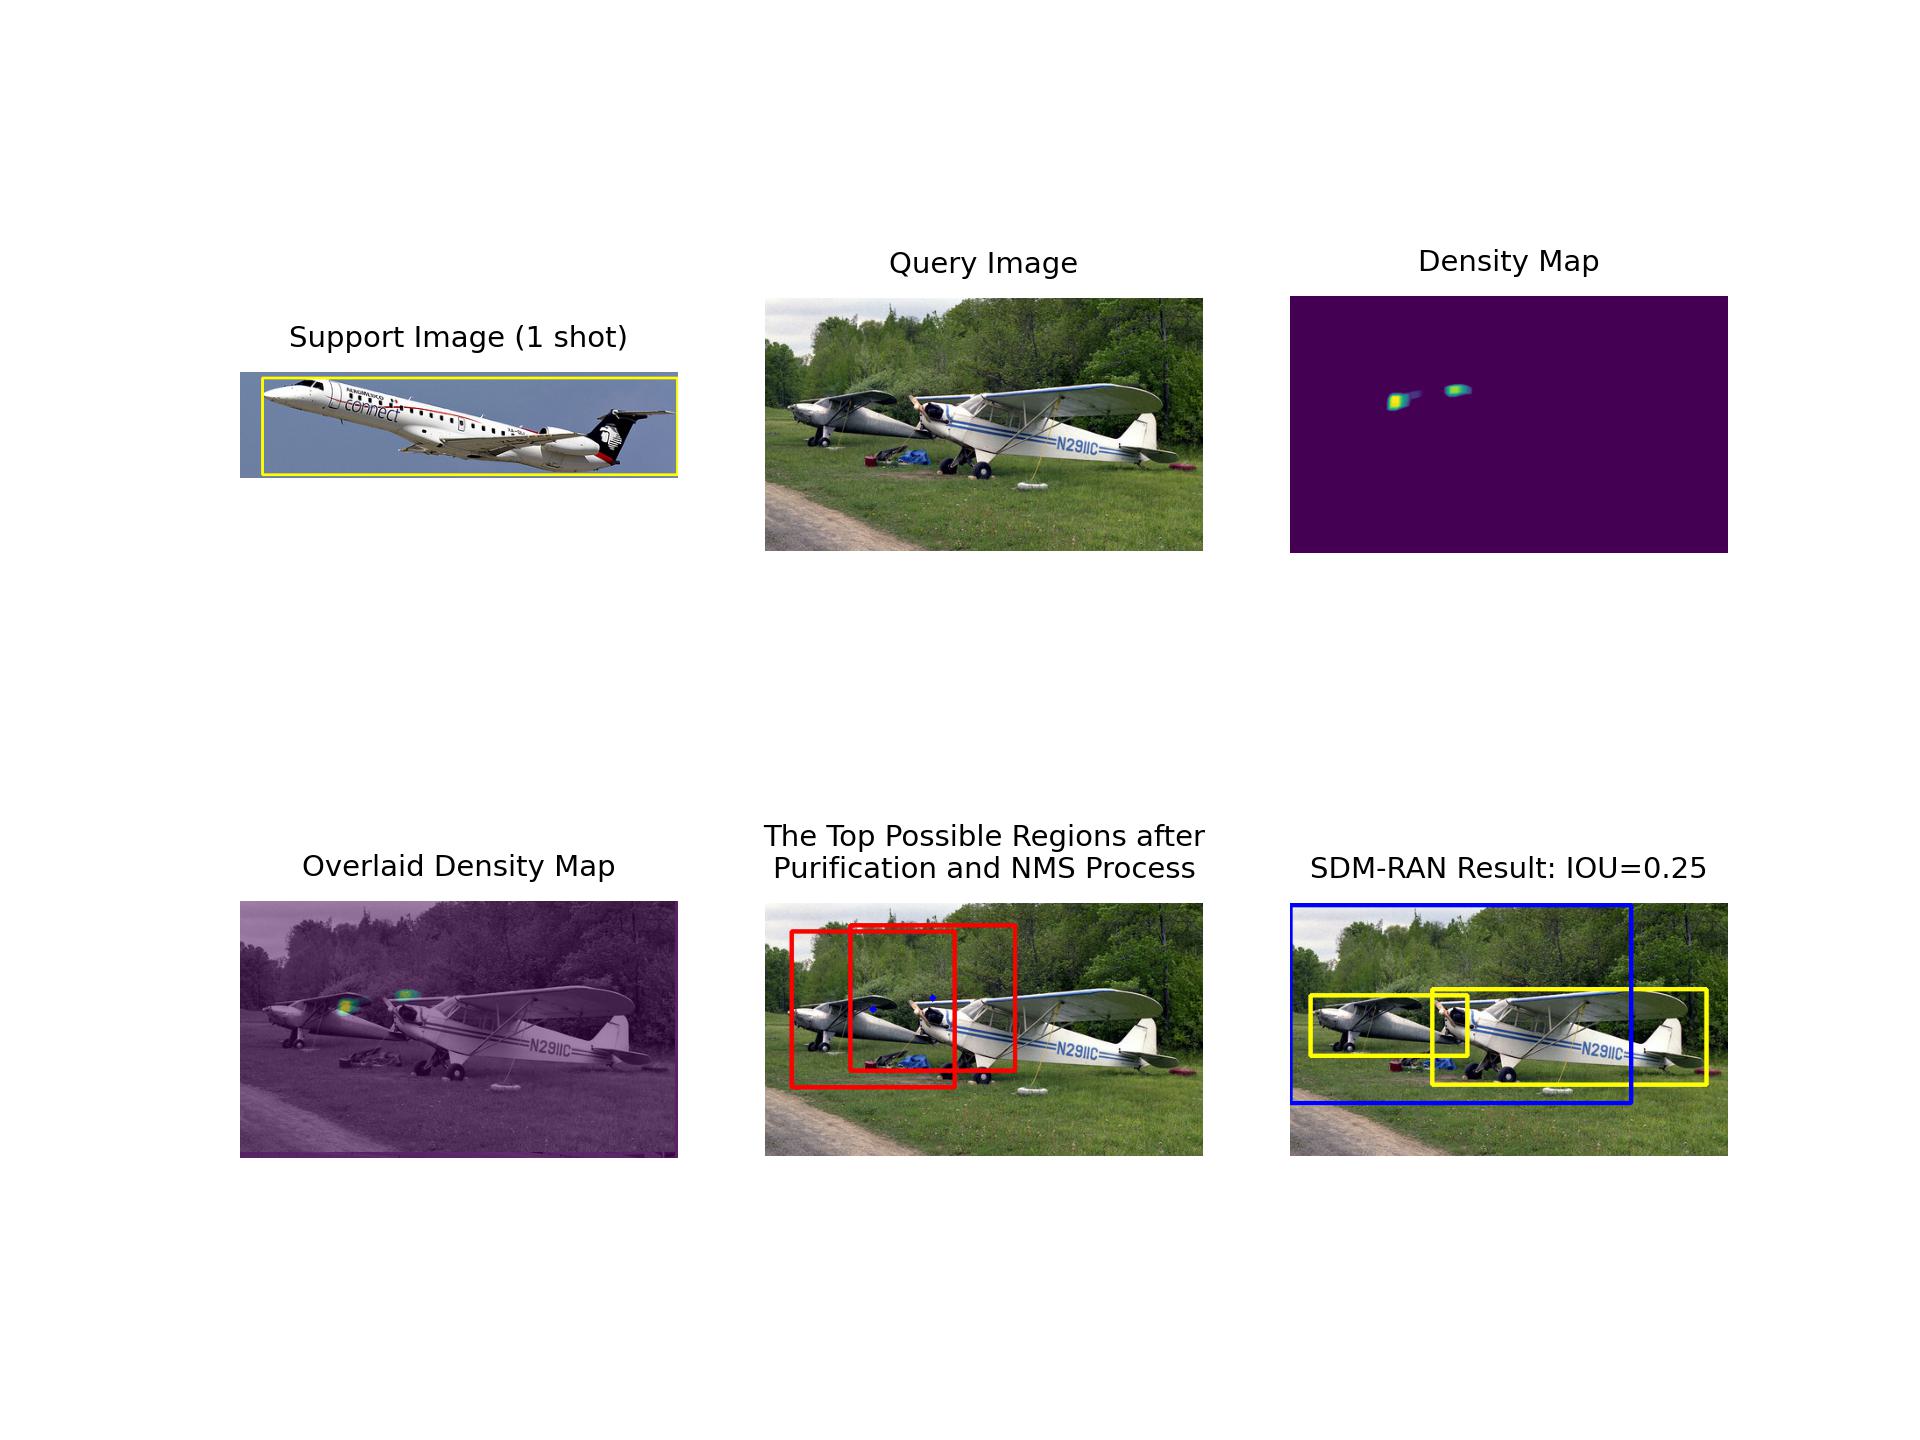 Query Image
Density Map
Support Image (1 shot)
AEROMEXICO
connect
N29IIC
The Top Possible Regions after
Purification and NMS Process
Overlaid Density Map
SDM-RAN Result: IOU=0.25
N29IIC
N29IIC
N29IIC